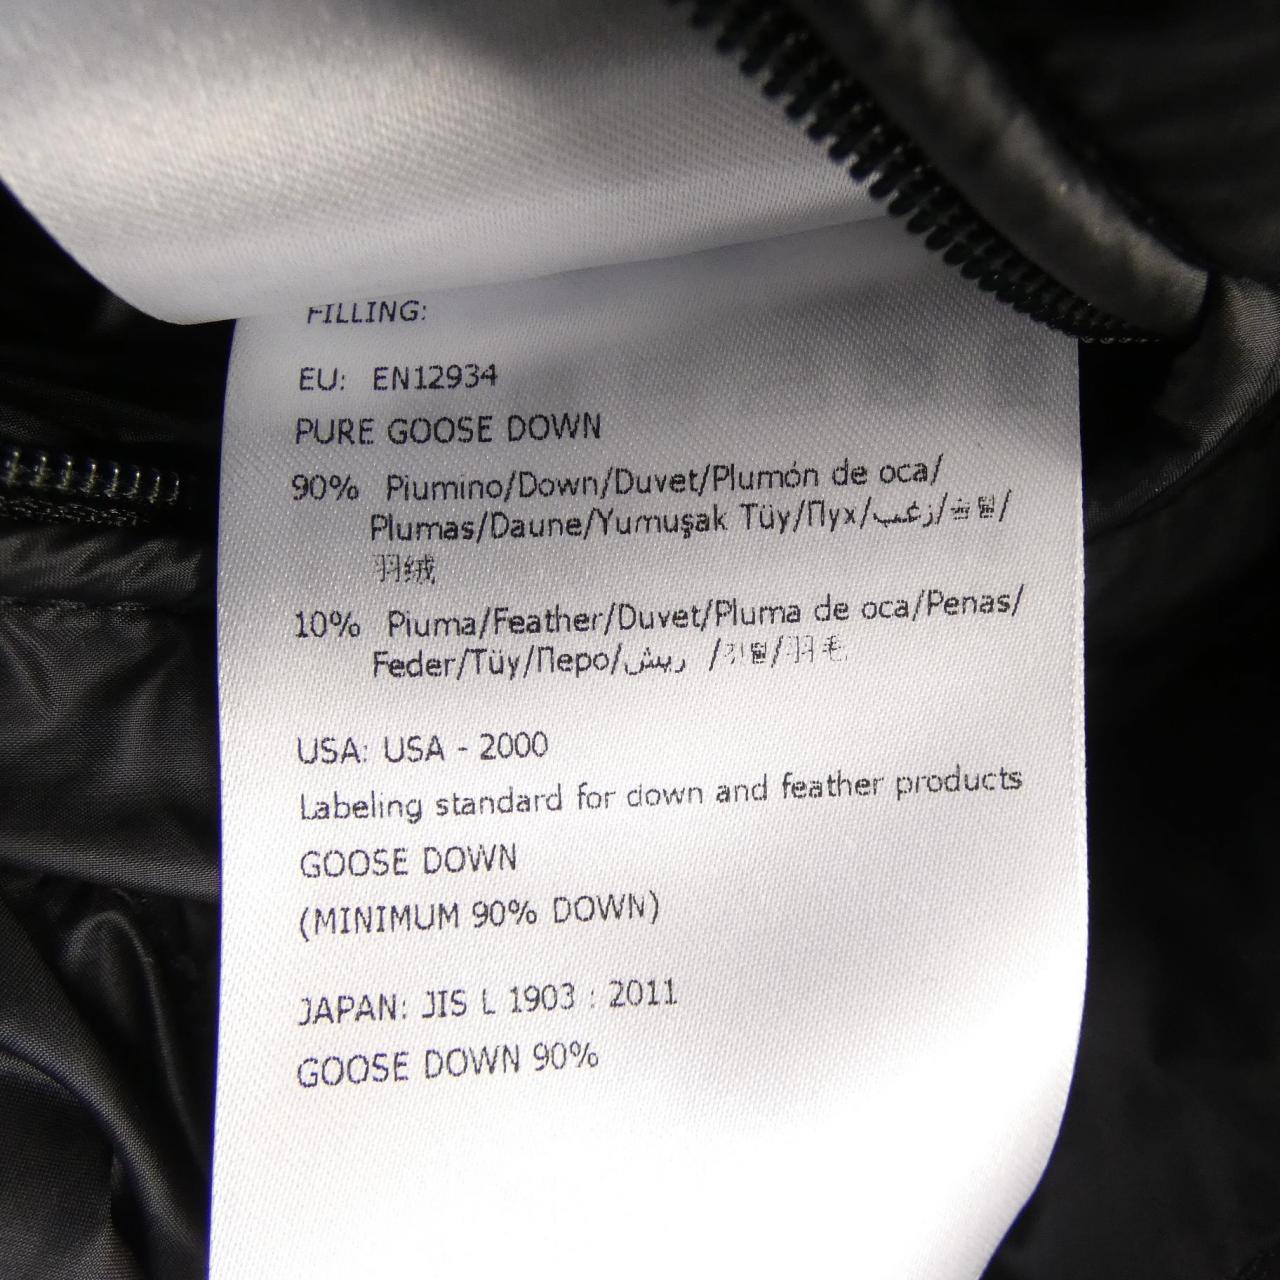 FILLING:
EU: EN12934
PURE GOOSE DOWN
90% Piumino/Down/Duvet/Plumón de oca/
Plumas/Daune/Yumuşak Tüy/Пух/زغب/솜털/
羽绒
10% Piuma/Feather/Duvet/Pluma de oca/Penas/
Feder/Tüy/Перо/ريش /깃털/羽毛
USA: USA - 2000
Labeling standard for down and feather products
GOOSE DOWN
(MINIMUM 90% DOWN)
JAPAN: JIS L 1903 : 2011
GOOSE DOWN 90%